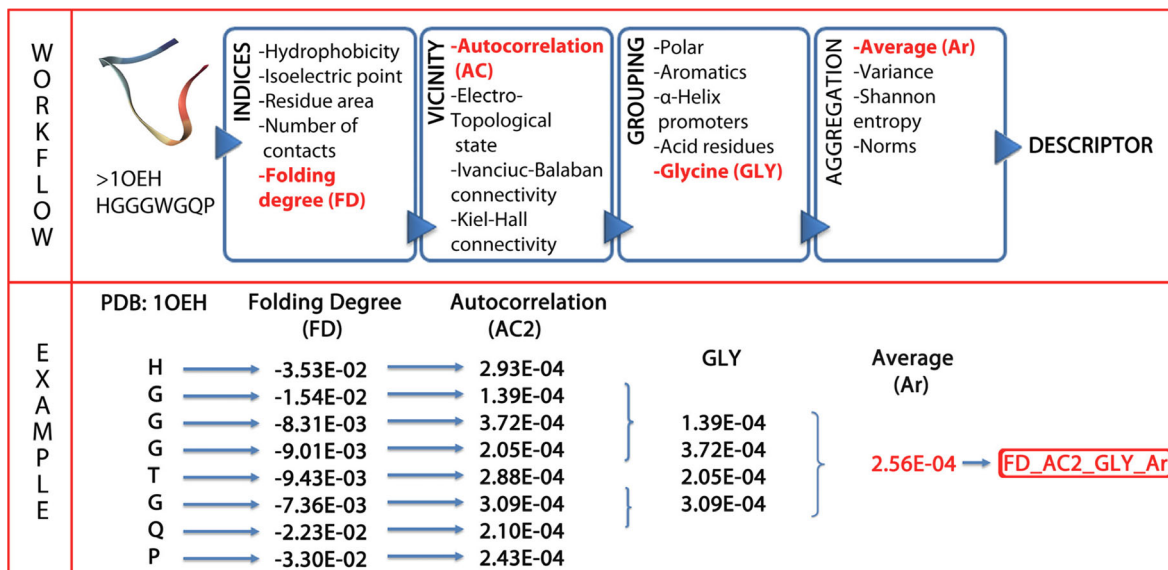 WORKFLOW
>1OEH
HGGGWGQP
INDICES
-Hydrophobicity
-Isoelectric point
-Residue area
-Number of
contacts
-Folding
degree (FD)
VICINITY
-Autocorrelation
(AC)
-Electro-
Topological
state
-Ivanciuc-Balaban
connectivity
-Kiel-Hall
connectivity
GROUPING
-Polar
-Aromatics
-α-Helix
promoters
-Acid residues
-Glycine (GLY)
AGGREGATION
-Average (Ar)
-Variance
-Shannon
entropy
-Norms
DESCRIPTOR
EXAMPLE
PDB: 1OEH Folding Degree Autocorrelation
(FD) (AC2)
GLY Average
(Ar)
H -3.53E-02 2.93E-04
G -1.54E-02 1.39E-04
G -8.31E-03 3.72E-04
G -9.01E-03 2.05E-04
T -9.43E-03 2.88E-04
G -7.36E-03 3.09E-04
Q -2.23E-02 2.10E-04
P -3.30E-02 2.43E-04
1.39E-04
3.72E-04
2.05E-04
3.09E-04
2.56E-04 FD_AC2_GLY_Ar